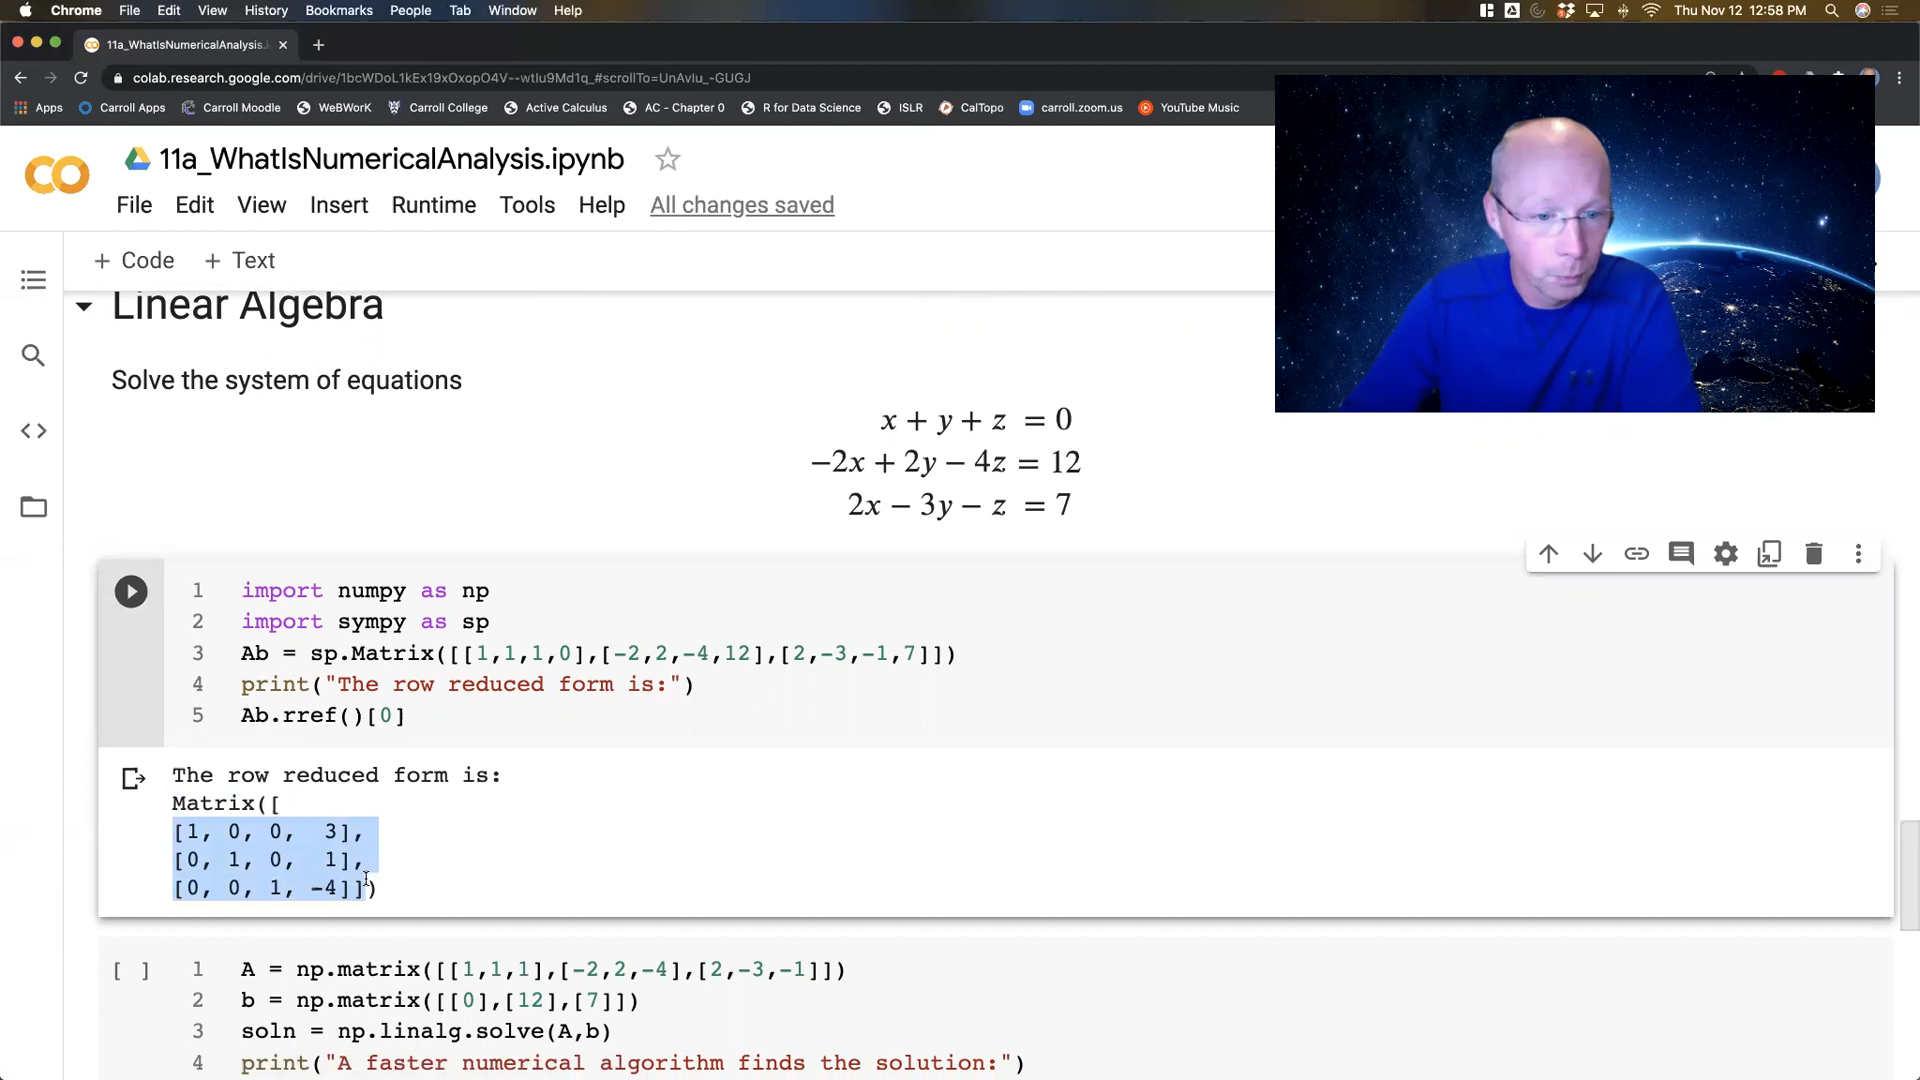 Chrome File Edit View History Bookmarks People Tab Window Help Thu Nov 12 12:58 PM
11a_WhatIsNumericalAnalysis.i
colab.research.google.com/drive/1bcWDoL1kEx19xOxopO4V--wtIu9Md1q_#scrollTo=UnAvIu_-GUGJ
Apps Carroll Apps Carroll Moodle WeBWorK Carroll College Active Calculus AC - Chapter 0 R for Data Science ISLR CalTopo carroll.zoom.us YouTube Music
11a_WhatIsNumericalAnalysis.ipynb
File Edit View Insert Runtime Tools Help All changes saved
+ Code + Text
Linear Algebra
Solve the system of equations
x + y + z = 0
−2x + 2y − 4z = 12
2x − 3y − z = 7
1 import numpy as np
2 import sympy as sp
3 Ab = sp.Matrix([[1,1,1,0],[-2,2,-4,12],[2,-3,-1,7]])
4 print("The row reduced form is:")
5 Ab.rref()[0]
The row reduced form is:
Matrix([
[1, 0, 0, 3],
[0, 1, 0, 1],
[0, 0, 1, -4]])
[ ] 1 A = np.matrix([[1,1,1],[-2,2,-4],[2,-3,-1]])
2 b = np.matrix([[0],[12],[7]])
3 soln = np.linalg.solve(A,b)
4 print("A faster numerical algorithm finds the solution:")